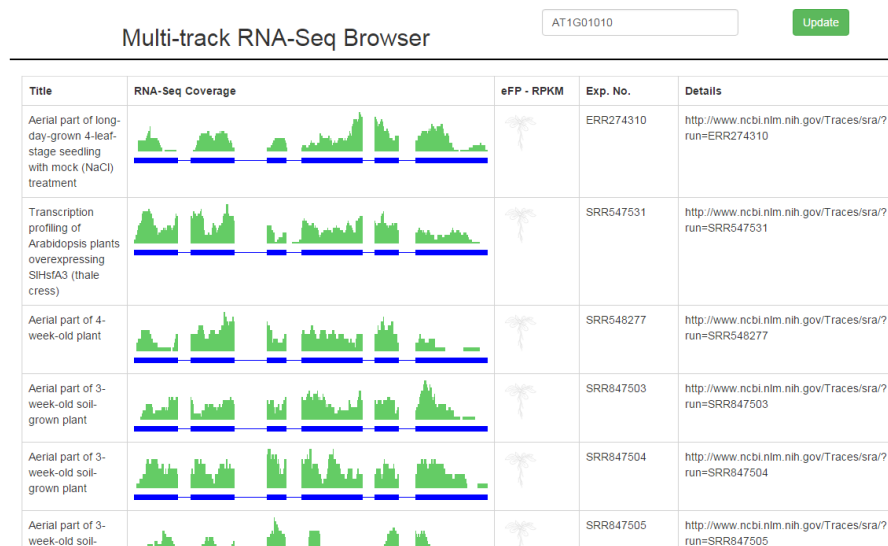 Multi-track RNA-Seq Browser
AT1G01010
Update
Title
RNA-Seq Coverage
eFP - RPKM
Exp. No.
Details
Aerial part of long-
day-grown 4-leaf-
stage seedling
with mock (NaCl)
treatment
ERR274310
http://www.ncbi.nlm.nih.gov/Traces/sra/?
run=ERR274310
Transcription
profiling of
Arabidopsis plants
overexpressing
SlHsfA3 (thale
cress)
SRR547531
http://www.ncbi.nlm.nih.gov/Traces/sra/?
run=SRR547531
Aerial part of 4-
week-old plant
SRR548277
http://www.ncbi.nlm.nih.gov/Traces/sra/?
run=SRR548277
Aerial part of 3-
week-old soil-
grown plant
SRR847503
http://www.ncbi.nlm.nih.gov/Traces/sra/?
run=SRR847503
Aerial part of 3-
week-old soil-
grown plant
SRR847504
http://www.ncbi.nlm.nih.gov/Traces/sra/?
run=SRR847504
Aerial part of 3-
week-old soil-
SRR847505
http://www.ncbi.nlm.nih.gov/Traces/sra/?
run=SRR847505